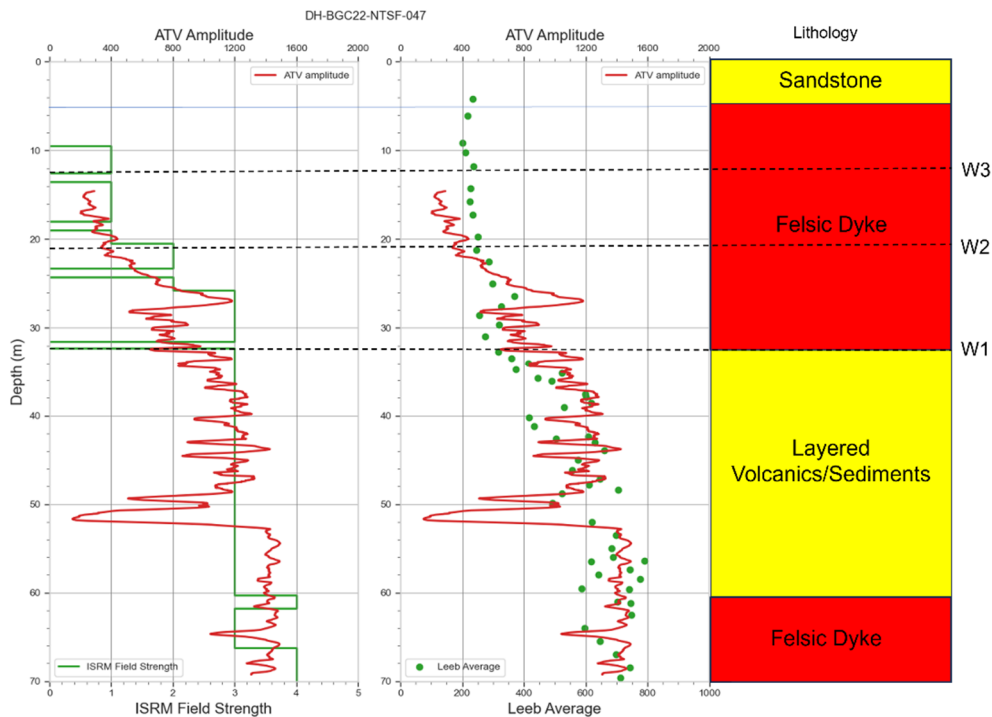 DH-BGC22-NTSF-047
ATV Amplitude
0 400 800 1200 1600 2000
ATV amplitude
ISRM Field Strength
0 10 20 30 40 50 60 70
Depth (m)
0 1 2 3 4 5
ISRM Field Strength
ATV Amplitude
0 400 800 1200 1600 2000
ATV amplitude
Leeb Average
0 10 20 30 40 50 60 70
0 200 400 600 800 1000
Leeb Average
Lithology
Sandstone
W3
Felsic Dyke
W2
W1
Layered
Volcanics/Sediments
Felsic Dyke